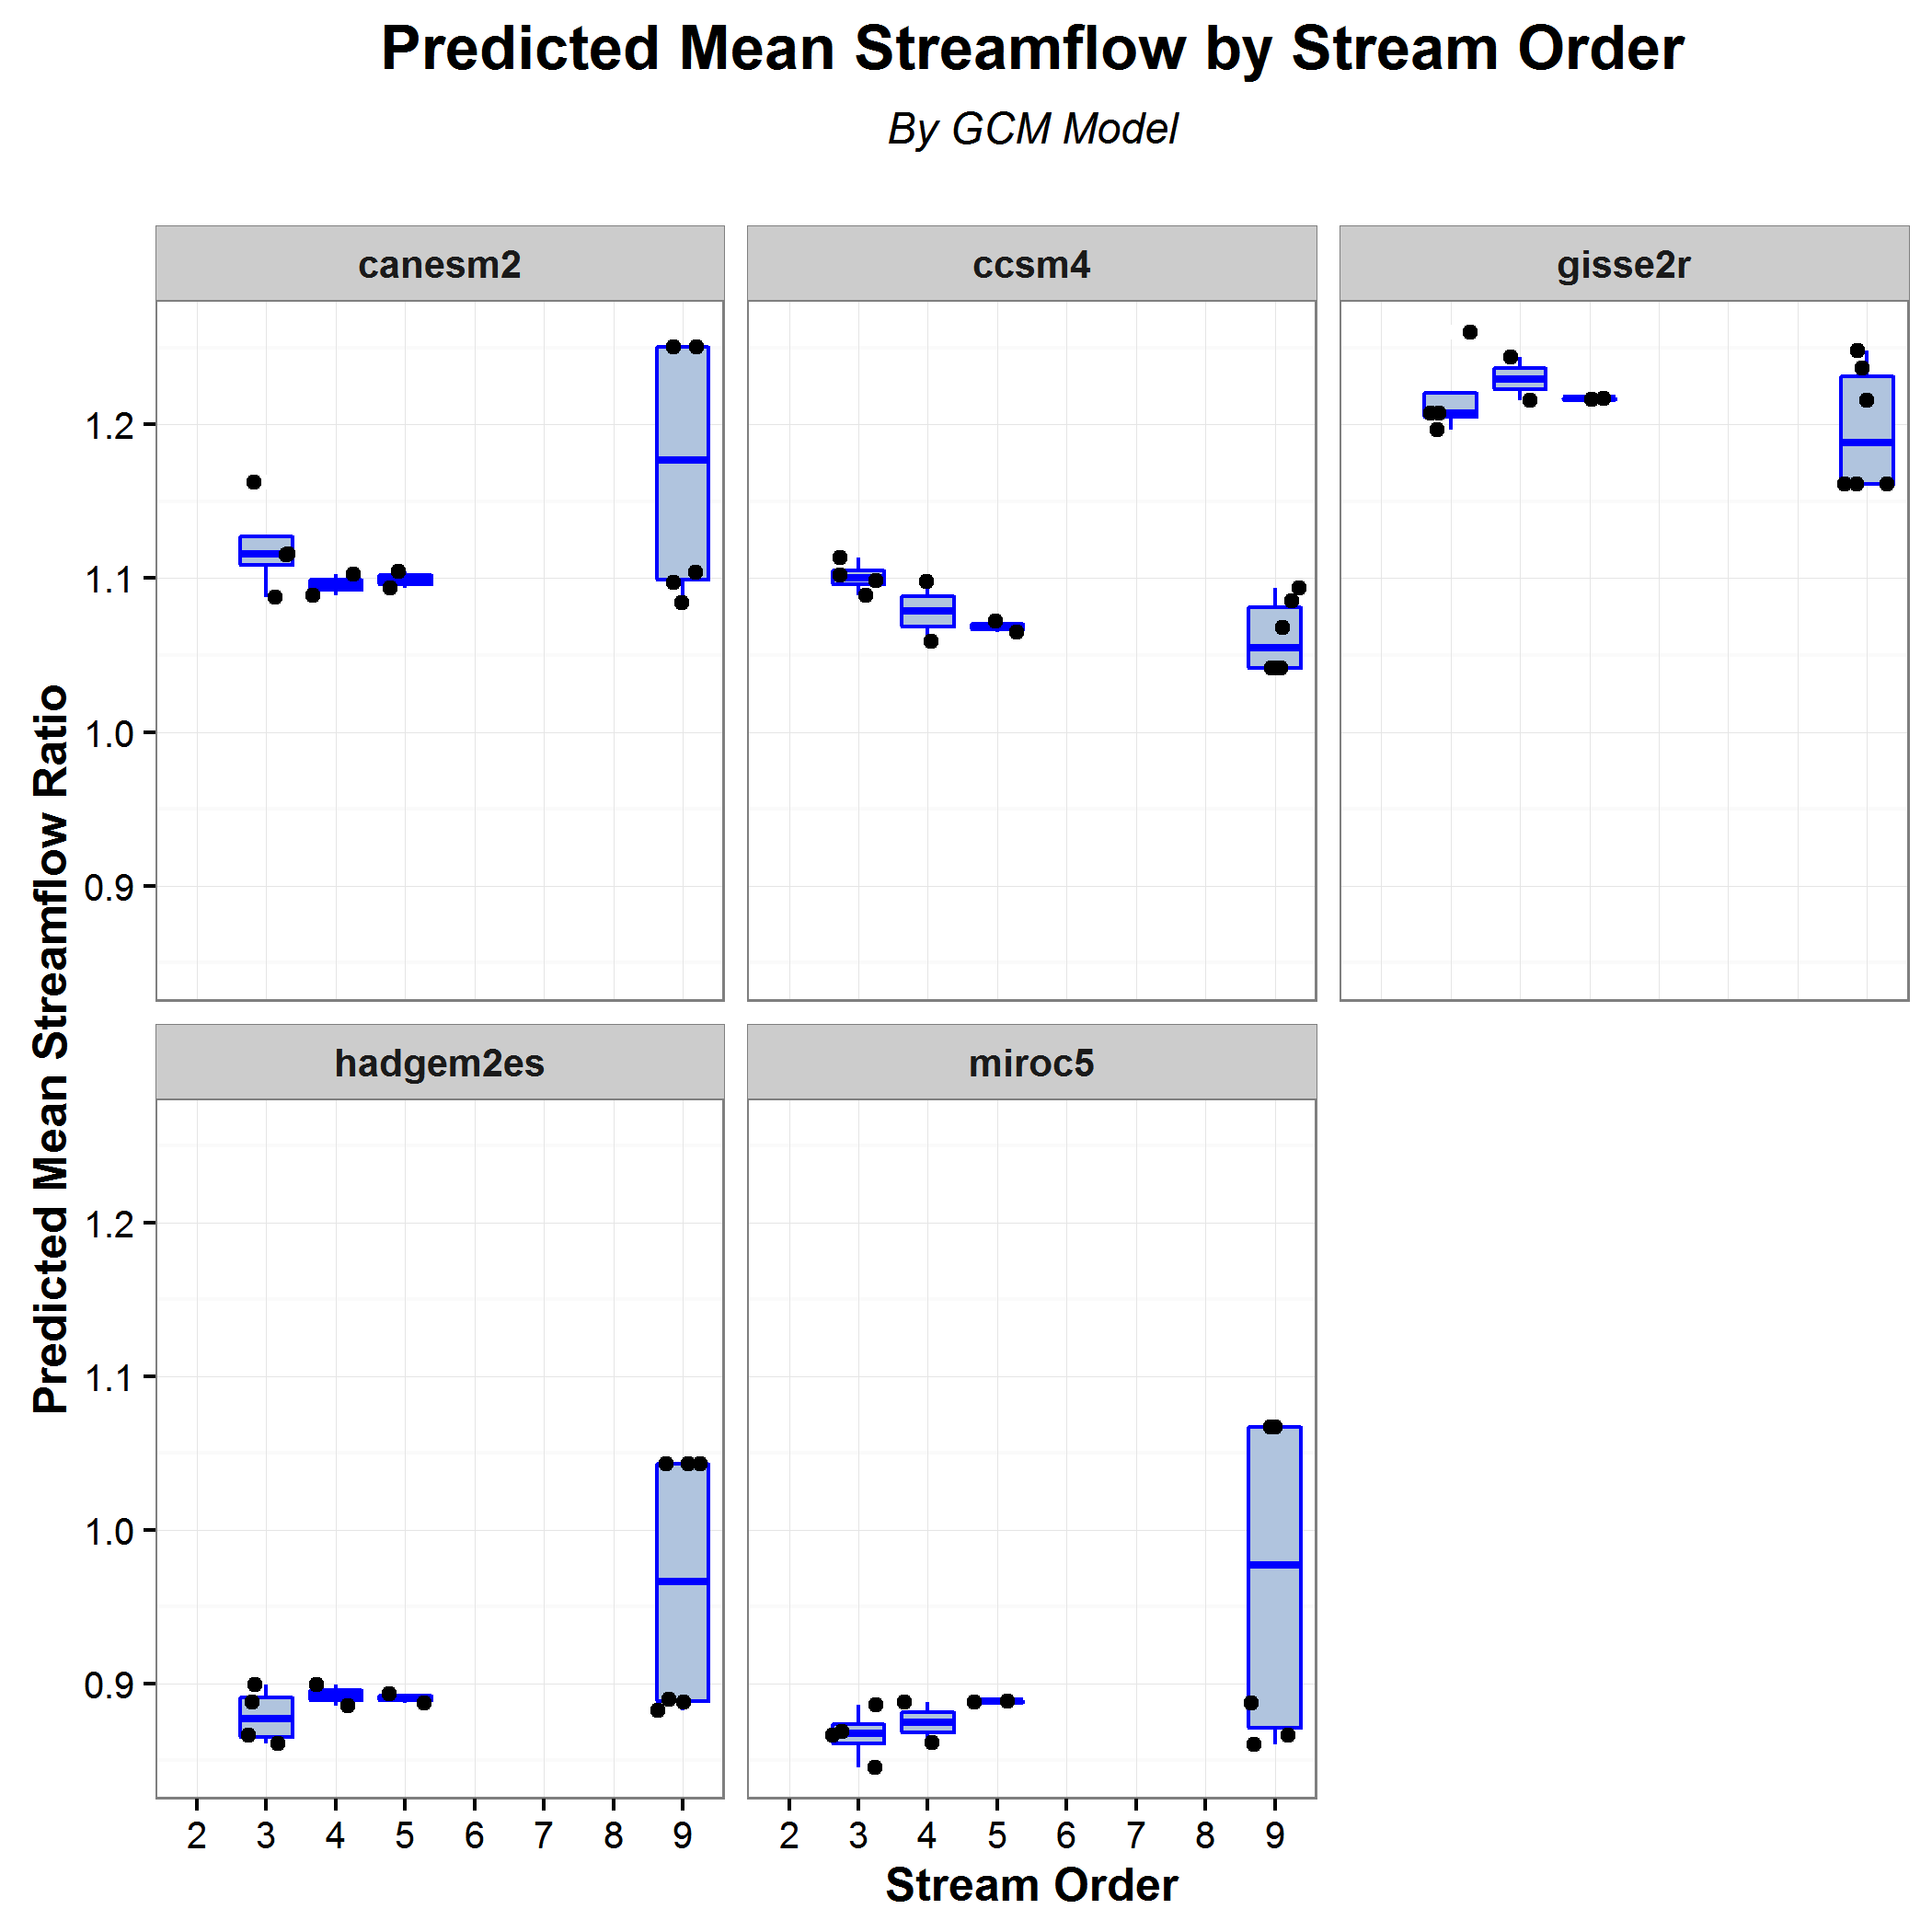 Predicted Mean Streamflow by Stream Order
By GCM Model
canesm2
ccsm4
gisse2r
1.2
1.1
1.0
0.9
Predicted Mean Streamflow Ratio
hadgem2es
miroc5
1.2
1.1
1.0
0.9
2 3 4 5 6 7 8 9
2 3 4 5 6 7 8 9
Stream Order